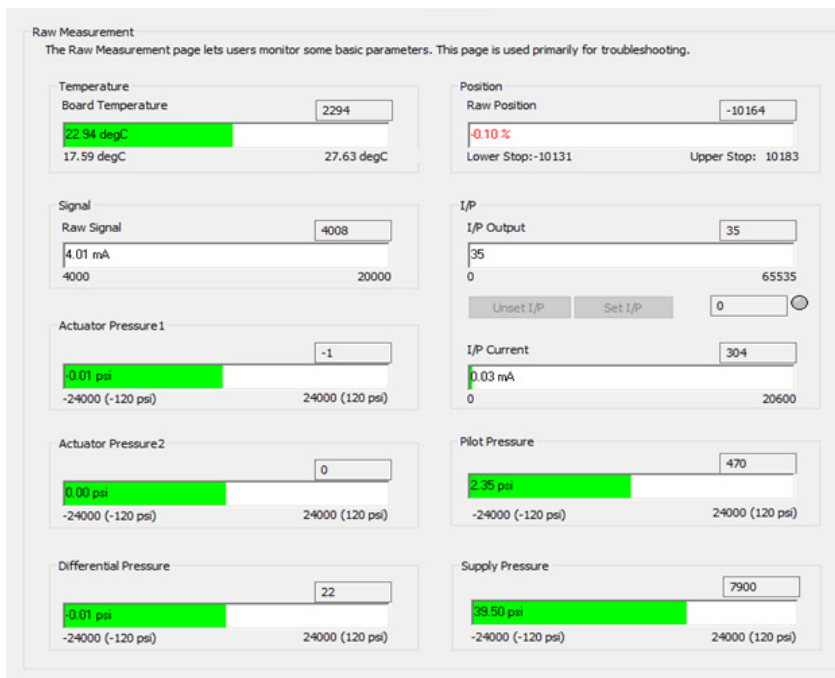 Raw Measurement
The Raw Measurement page lets users monitor some basic parameters. This page is used primarily for troubleshooting.
Temperature
Board Temperature 2294
22.94 degC
17.59 degC 27.63 degC
Signal
Raw Signal 4008
4.01 mA
4000 20000
Actuator Pressure1
-1
-0.01 psi
-24000 (-120 psi) 24000 (120 psi)
Actuator Pressure2
0
0.00 psi
-24000 (-120 psi) 24000 (120 psi)
Differential Pressure
22
-0.01 psi
-24000 (-120 psi) 24000 (120 psi)
Position
Raw Position -10164
-0.10 %
Lower Stop:-10131 Upper Stop: 10183
I/P
I/P Output 35
35
0 65535
Unset I/P Set I/P 0
I/P Current 304
0.03 mA
0 20600
Pilot Pressure
470
2.35 psi
-24000 (-120 psi) 24000 (120 psi)
Supply Pressure
7900
39.50 psi
-24000 (-120 psi) 24000 (120 psi)